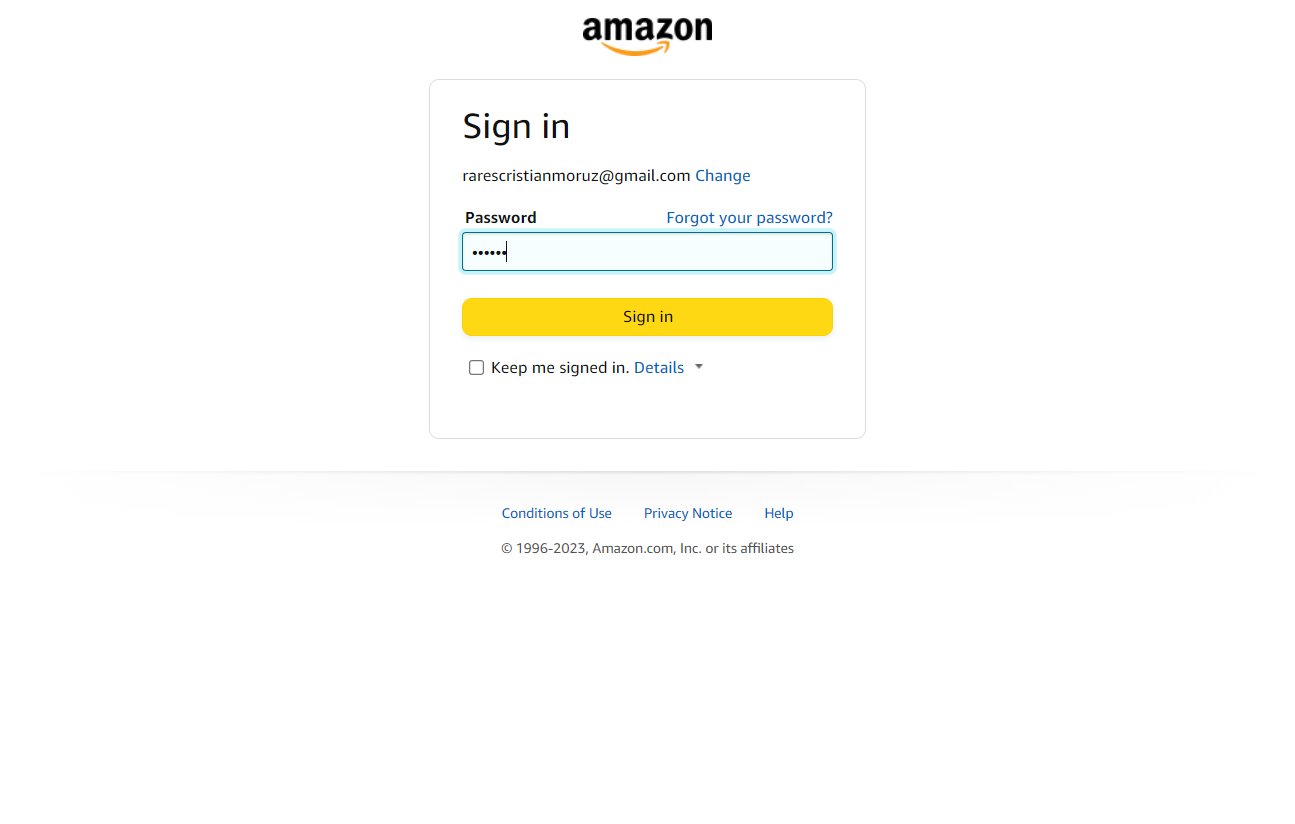 amazon
Sign in
rarescristianmoruz@gmail.com Change
Password Forgot your password?
••••••
Sign in
Keep me signed in. Details
Conditions of Use Privacy Notice Help
© 1996-2023, Amazon.com, Inc. or its affiliates